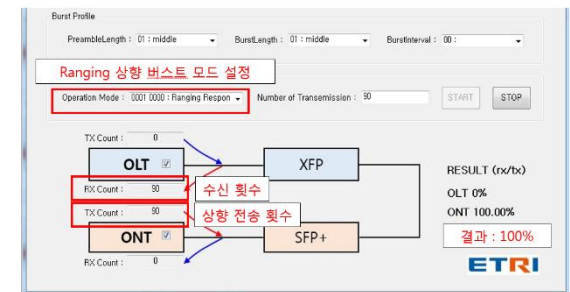 Burst Profile
PreambleLength : 01 : middle BurstLength : 01 : middle BurstInterval : 00 :
Ranging 상향 버스트 모드 설정
Operation Mode : 0001 0000 : Ranging Respon Number of Transemission : 90 START STOP
TX Count : 0
OLT XFP
RX Count : 90 수신 횟수
TX Count : 90 상향 전송 횟수
ONT SFP+
RX Count : 0
RESULT (rx/tx)
OLT 0%
ONT 100.00%
결과 : 100%
ETRI